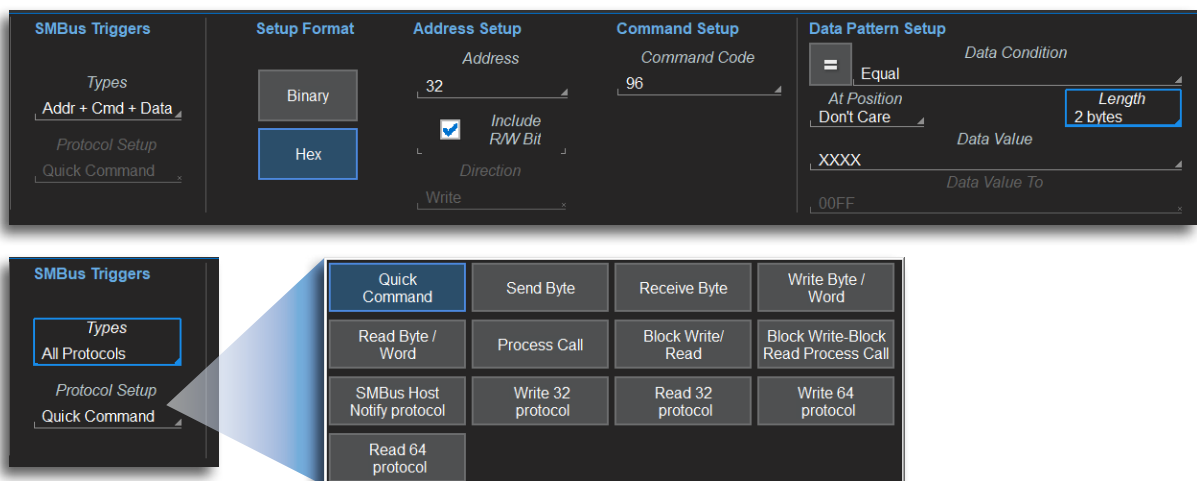 SMBus Triggers
Types
Addr + Cmd + Data
Protocol Setup
Quick Command
Setup Format
Binary
Hex
Address Setup
Address
32
Include
R/W Bit
Direction
Write
Command Setup
Command Code
96
Data Pattern Setup
=
Data Condition
Equal
At Position
Don't Care
Length
2 bytes
Data Value
XXXX
Data Value To
00FF
SMBus Triggers
Types
All Protocols
Protocol Setup
Quick Command
Quick
Command
Send Byte
Receive Byte
Write Byte /
Word
Read Byte /
Word
Process Call
Block Write/
Read
Block Write-Block
Read Process Call
SMBus Host
Notify protocol
Write 32
protocol
Read 32
protocol
Write 64
protocol
Read 64
protocol